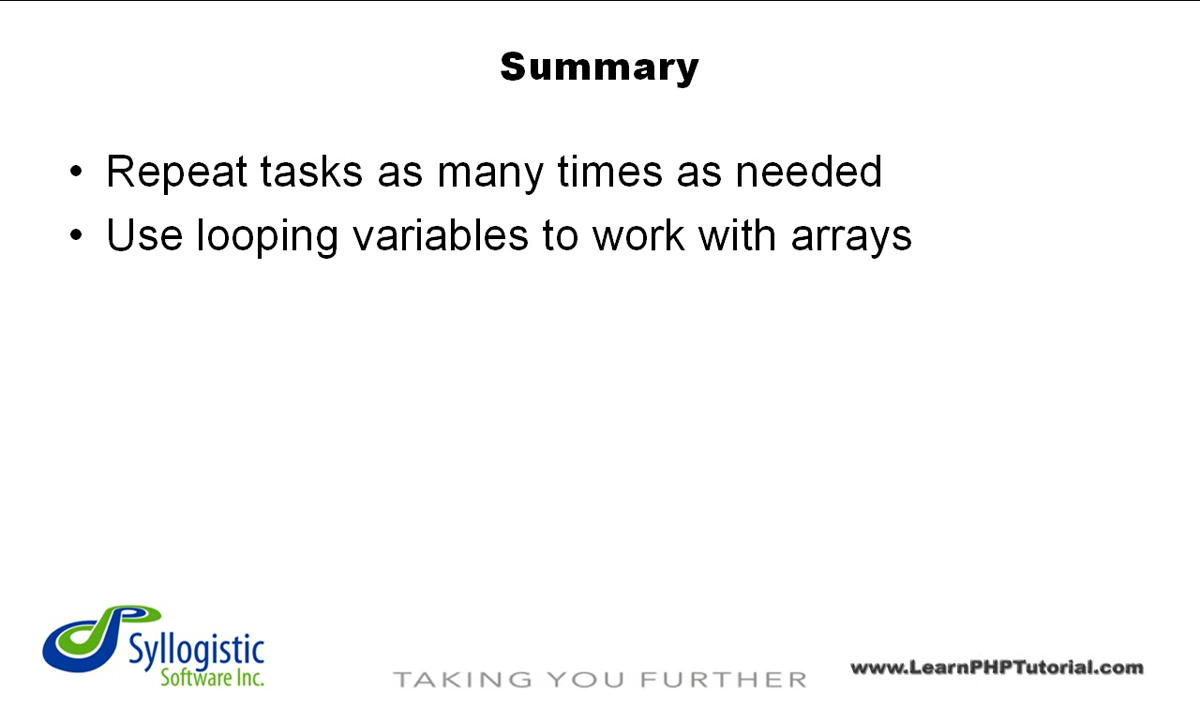 Summary
• Repeat tasks as many times as needed
• Use looping variables to work with arrays
Syllogistic
Software Inc.
TAKING YOU FURTHER
www.LearnPHPTutorial.com